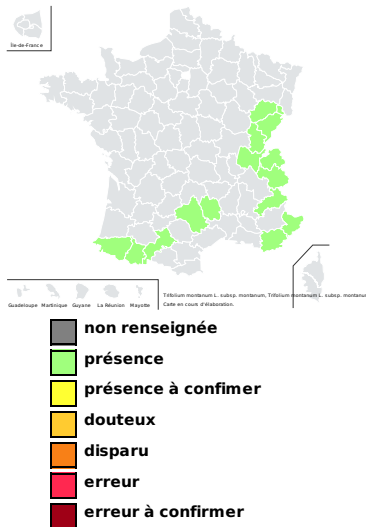 Île-de-France
Guadeloupe Martinique Guyane La Réunion Mayotte
Trifolium montanum L. subsp. montanum, Trifolium montanum L. subsp. montanum
Carte en cours d'élaboration.
non renseignée
présence
présence à confimer
douteux
disparu
erreur
erreur à confirmer